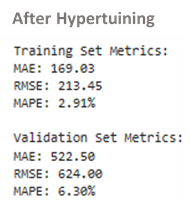 After Hypertuining
Training Set Metrics:
MAE: 169.03
RMSE: 213.45
MAPE: 2.91%
Validation Set Metrics:
MAE: 522.50
RMSE: 624.00
MAPE: 6.30%